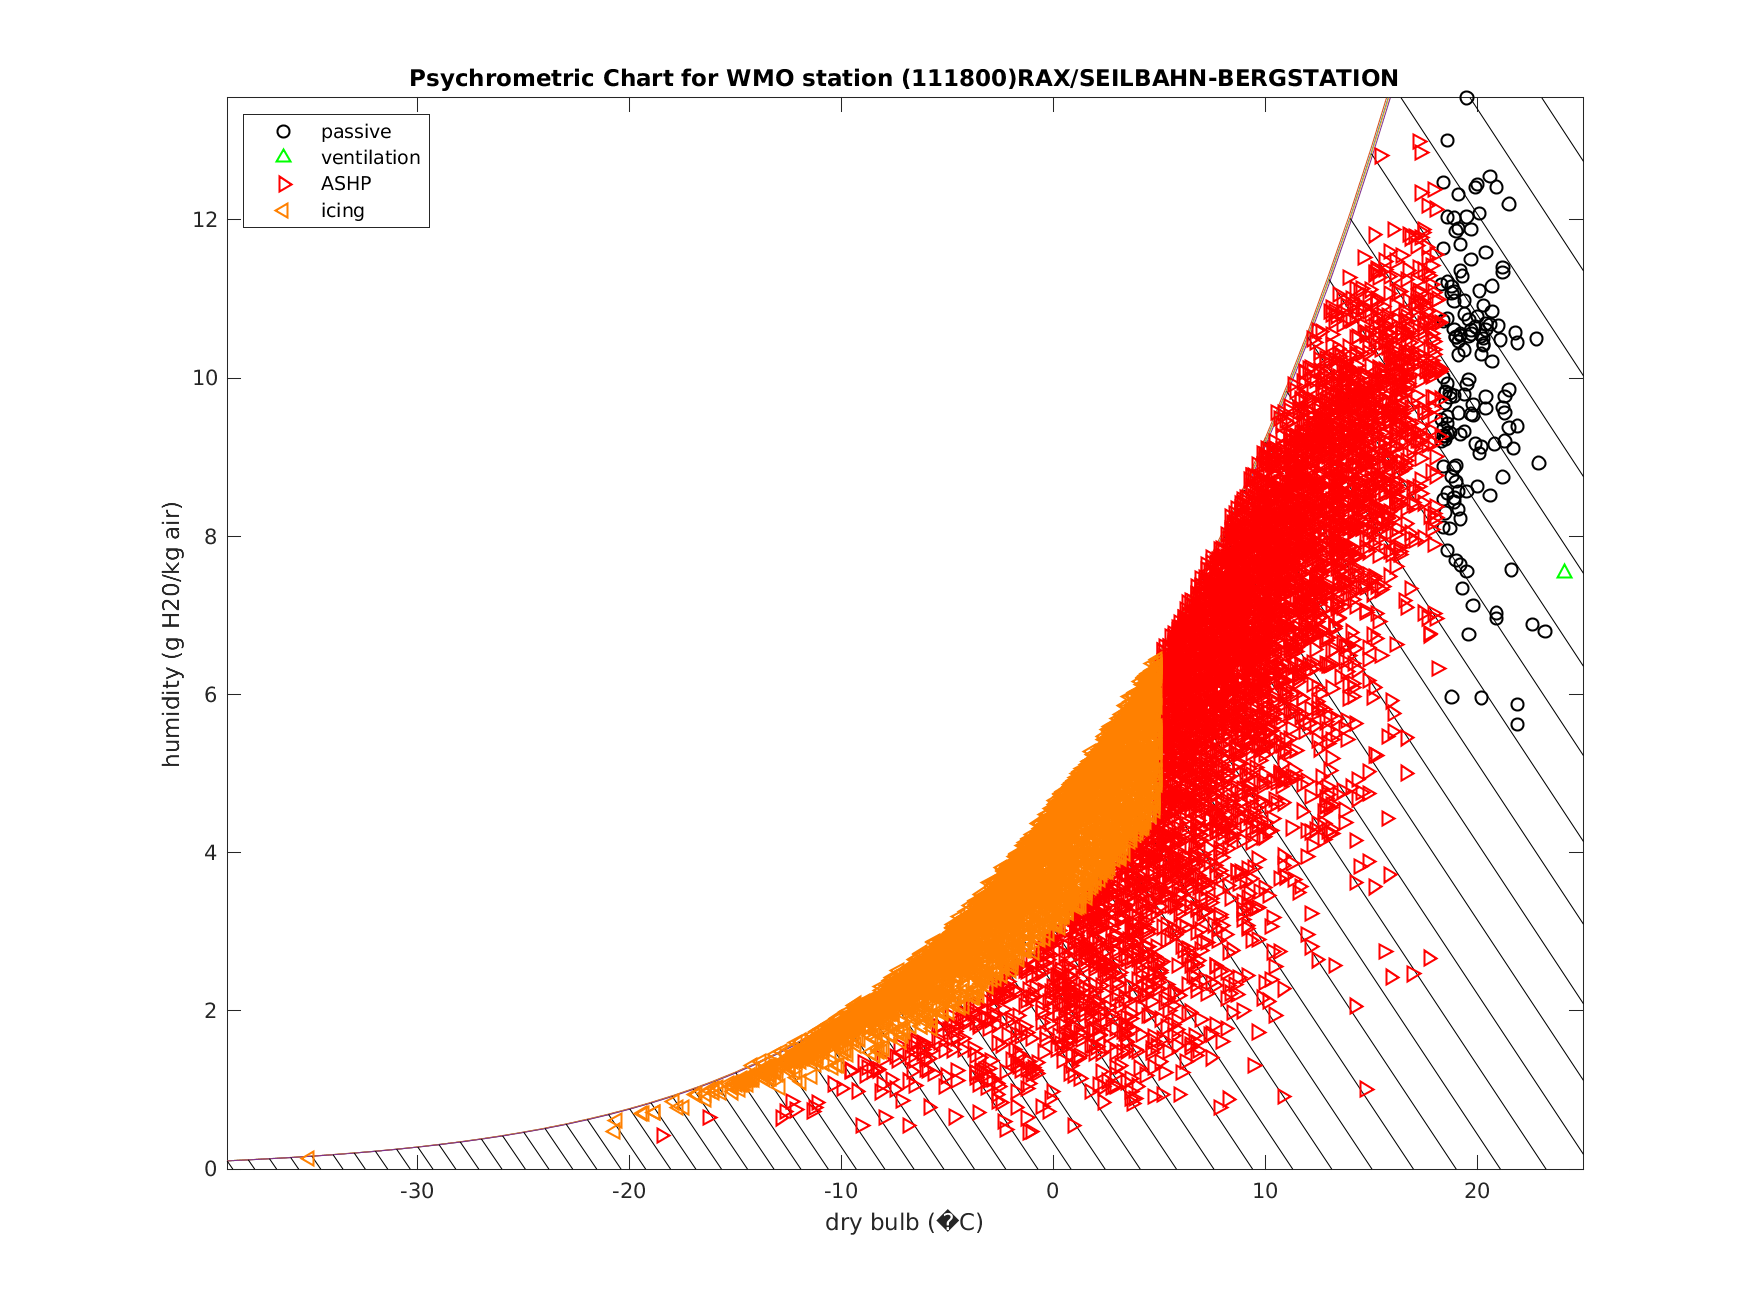 Psychrometric Chart for WMO station (111800)RAX/SEILBAHN-BERGSTATION
passive
ventilation
ASHP
icing
humidity (g H20/kg air)
12
10
8
6
4
2
0
-30
-20
-10
0
10
20
dry bulb (�C)